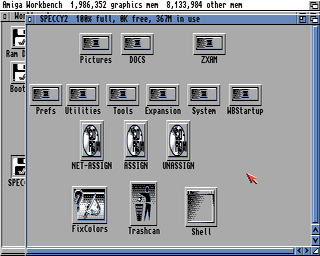 Amiga Workbench 1,986,352 graphics mem 8,133,984 other mem
Wor
SPECCY2 100% full, 0K free, 367M in use
Ram D
Pictures DOCS ZXAM
Boot
Prefs Utilities Tools Expansion System WBStartup
NET-ASSIGN ASSIGN UNASSIGN
SPEC
FixColors Trashcan Shell